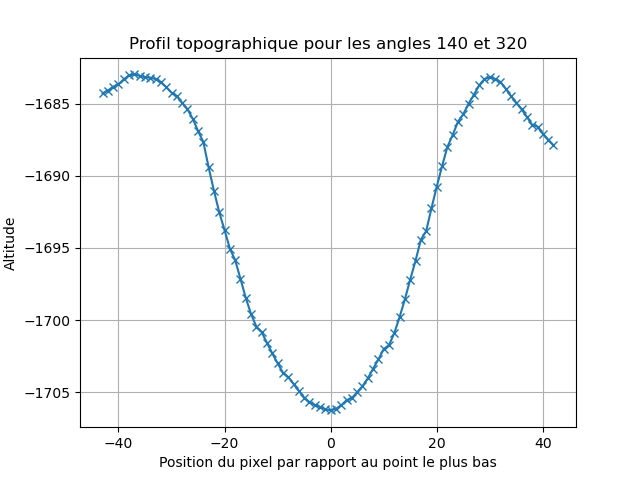 Profil topographique pour les angles 140 et 320
−1685
−1690
−1695
−1700
−1705
Altitude
−40 −20 0 20 40
Position du pixel par rapport au point le plus bas